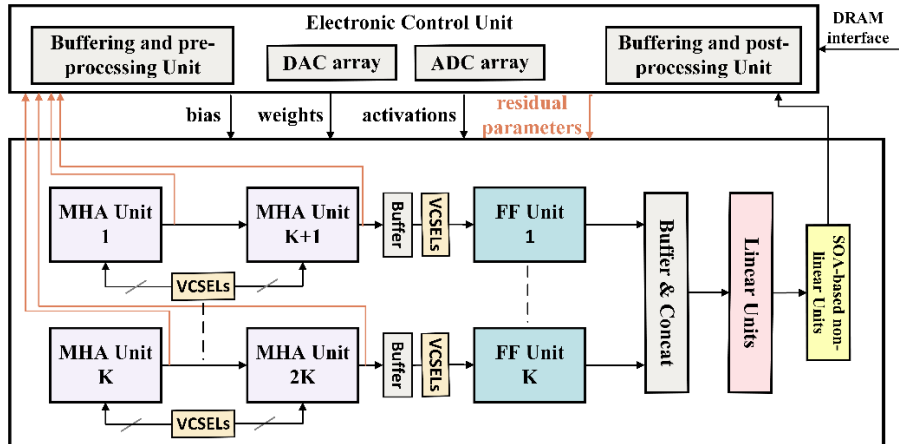 Electronic Control Unit
Buffering and pre-
processing Unit
DAC array
ADC array
Buffering and post-
processing Unit
DRAM
interface
bias
weights
activations
residual
parameters
MHA Unit
1
MHA Unit
K+1
Buffer
VCSELs
FF Unit
1
VCSELs
MHA Unit
K
MHA Unit
2K
Buffer
VCSELs
FF Unit
K
VCSELs
Buffer & Concat
Linear Units
SOA-based non-
linear Units